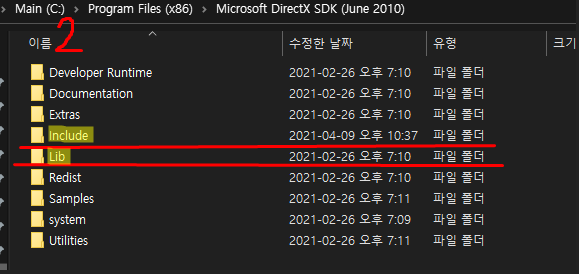 Main (C:) > Program Files (x86) > Microsoft DirectX SDK (June 2010) >
2
이름 수정한 날짜 유형 크기
Developer Runtime 2021-02-26 오후 7:10 파일 폴더
Documentation 2021-02-26 오후 7:10 파일 폴더
Extras 2021-02-26 오후 7:10 파일 폴더
Include 2021-04-09 오후 10:37 파일 폴더
Lib 2021-02-26 오후 7:10 파일 폴더
Redist 2021-02-26 오후 7:10 파일 폴더
Samples 2021-02-26 오후 7:11 파일 폴더
system 2021-02-26 오후 7:09 파일 폴더
Utilities 2021-02-26 오후 7:11 파일 폴더